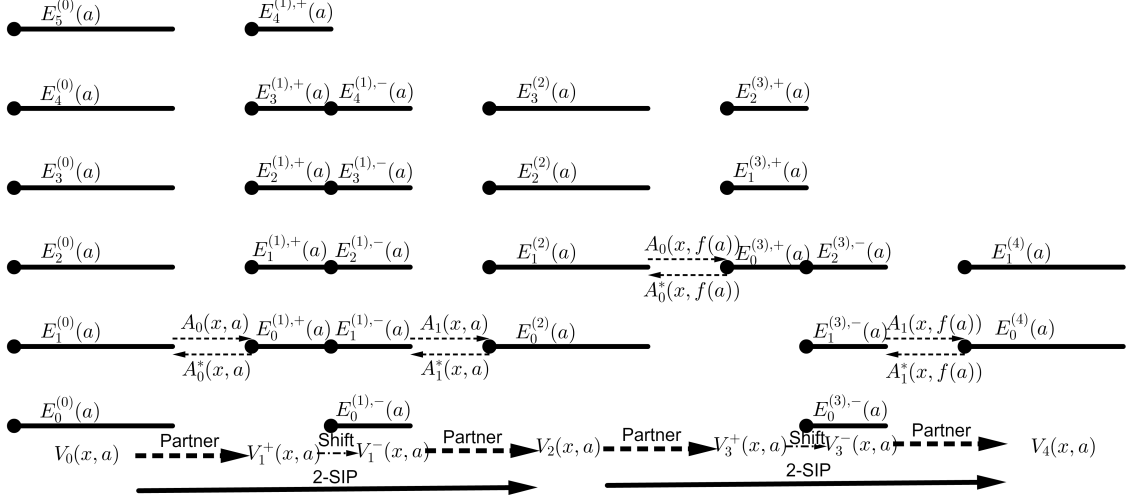 E_5^{(0)}(a) E_4^{(1),+}(a)
E_4^{(0)}(a) E_3^{(1),+}(a) E_4^{(1),-}(a) E_3^{(2)}(a) E_2^{(3),+}(a)
E_3^{(0)}(a) E_2^{(1),+}(a) E_3^{(1),-}(a) E_2^{(2)}(a) E_1^{(3),+}(a)
E_2^{(0)}(a) E_1^{(1),+}(a) E_2^{(1),-}(a) E_1^{(2)}(a) A_0(x, f(a)) E_0^{(3),+}(a) E_2^{(3),-}(a) E_1^{(4)}(a)
A_0^*(x, f(a))
E_1^{(0)}(a) A_0(x, a) E_0^{(1),+}(a) E_1^{(1),-}(a) A_1(x, a) E_0^{(2)}(a) E_1^{(3),-}(a) A_1(x, f(a)) E_0^{(4)}(a)
A_0^*(x, a) A_1^*(x, a) A_1^*(x, f(a))
E_0^{(0)}(a) E_0^{(1),-}(a) E_0^{(3),-}(a)
V_0(x, a) Partner V_1^+(x, a) Shift V_1^-(x, a) Partner V_2(x, a) Partner V_3^+(x, a) Shift V_3^-(x, a) Partner V_4(x, a)
2-SIP 2-SIP